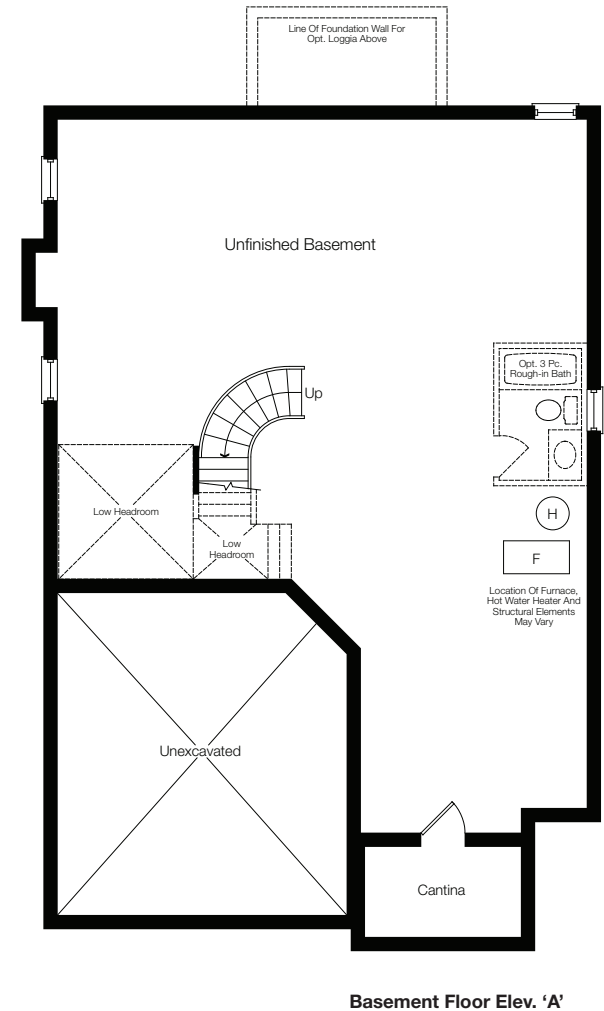 Line Of Foundation Wall For
Opt. Loggia Above
Unfinished Basement
Opt. 3 Pc.
Rough-in Bath
Up
Low Headroom
Low
Headroom
H
F
Location Of Furnace,
Hot Water Heater And
Structural Elements
May Vary
Unexcavated
Cantina
Basement Floor Elev. ‘A’